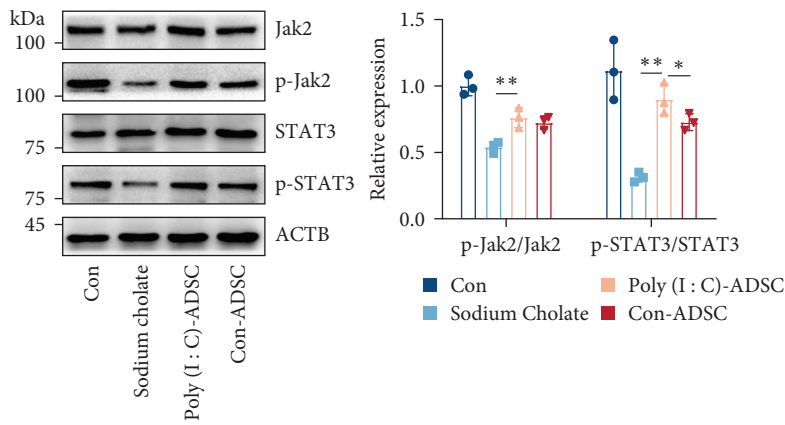 kDa
100
Jak2
100
p-Jak2
75
STAT3
75
p-STAT3
45
ACTB
Con
Sodium cholate
Poly (I : C)-ADSC
Con-ADSC
Relative expression
1.5
1.0
0.5
0.0
**
** *
p-Jak2/Jak2 p-STAT3/STAT3
Con Poly (I : C)-ADSC
Sodium Cholate Con-ADSC